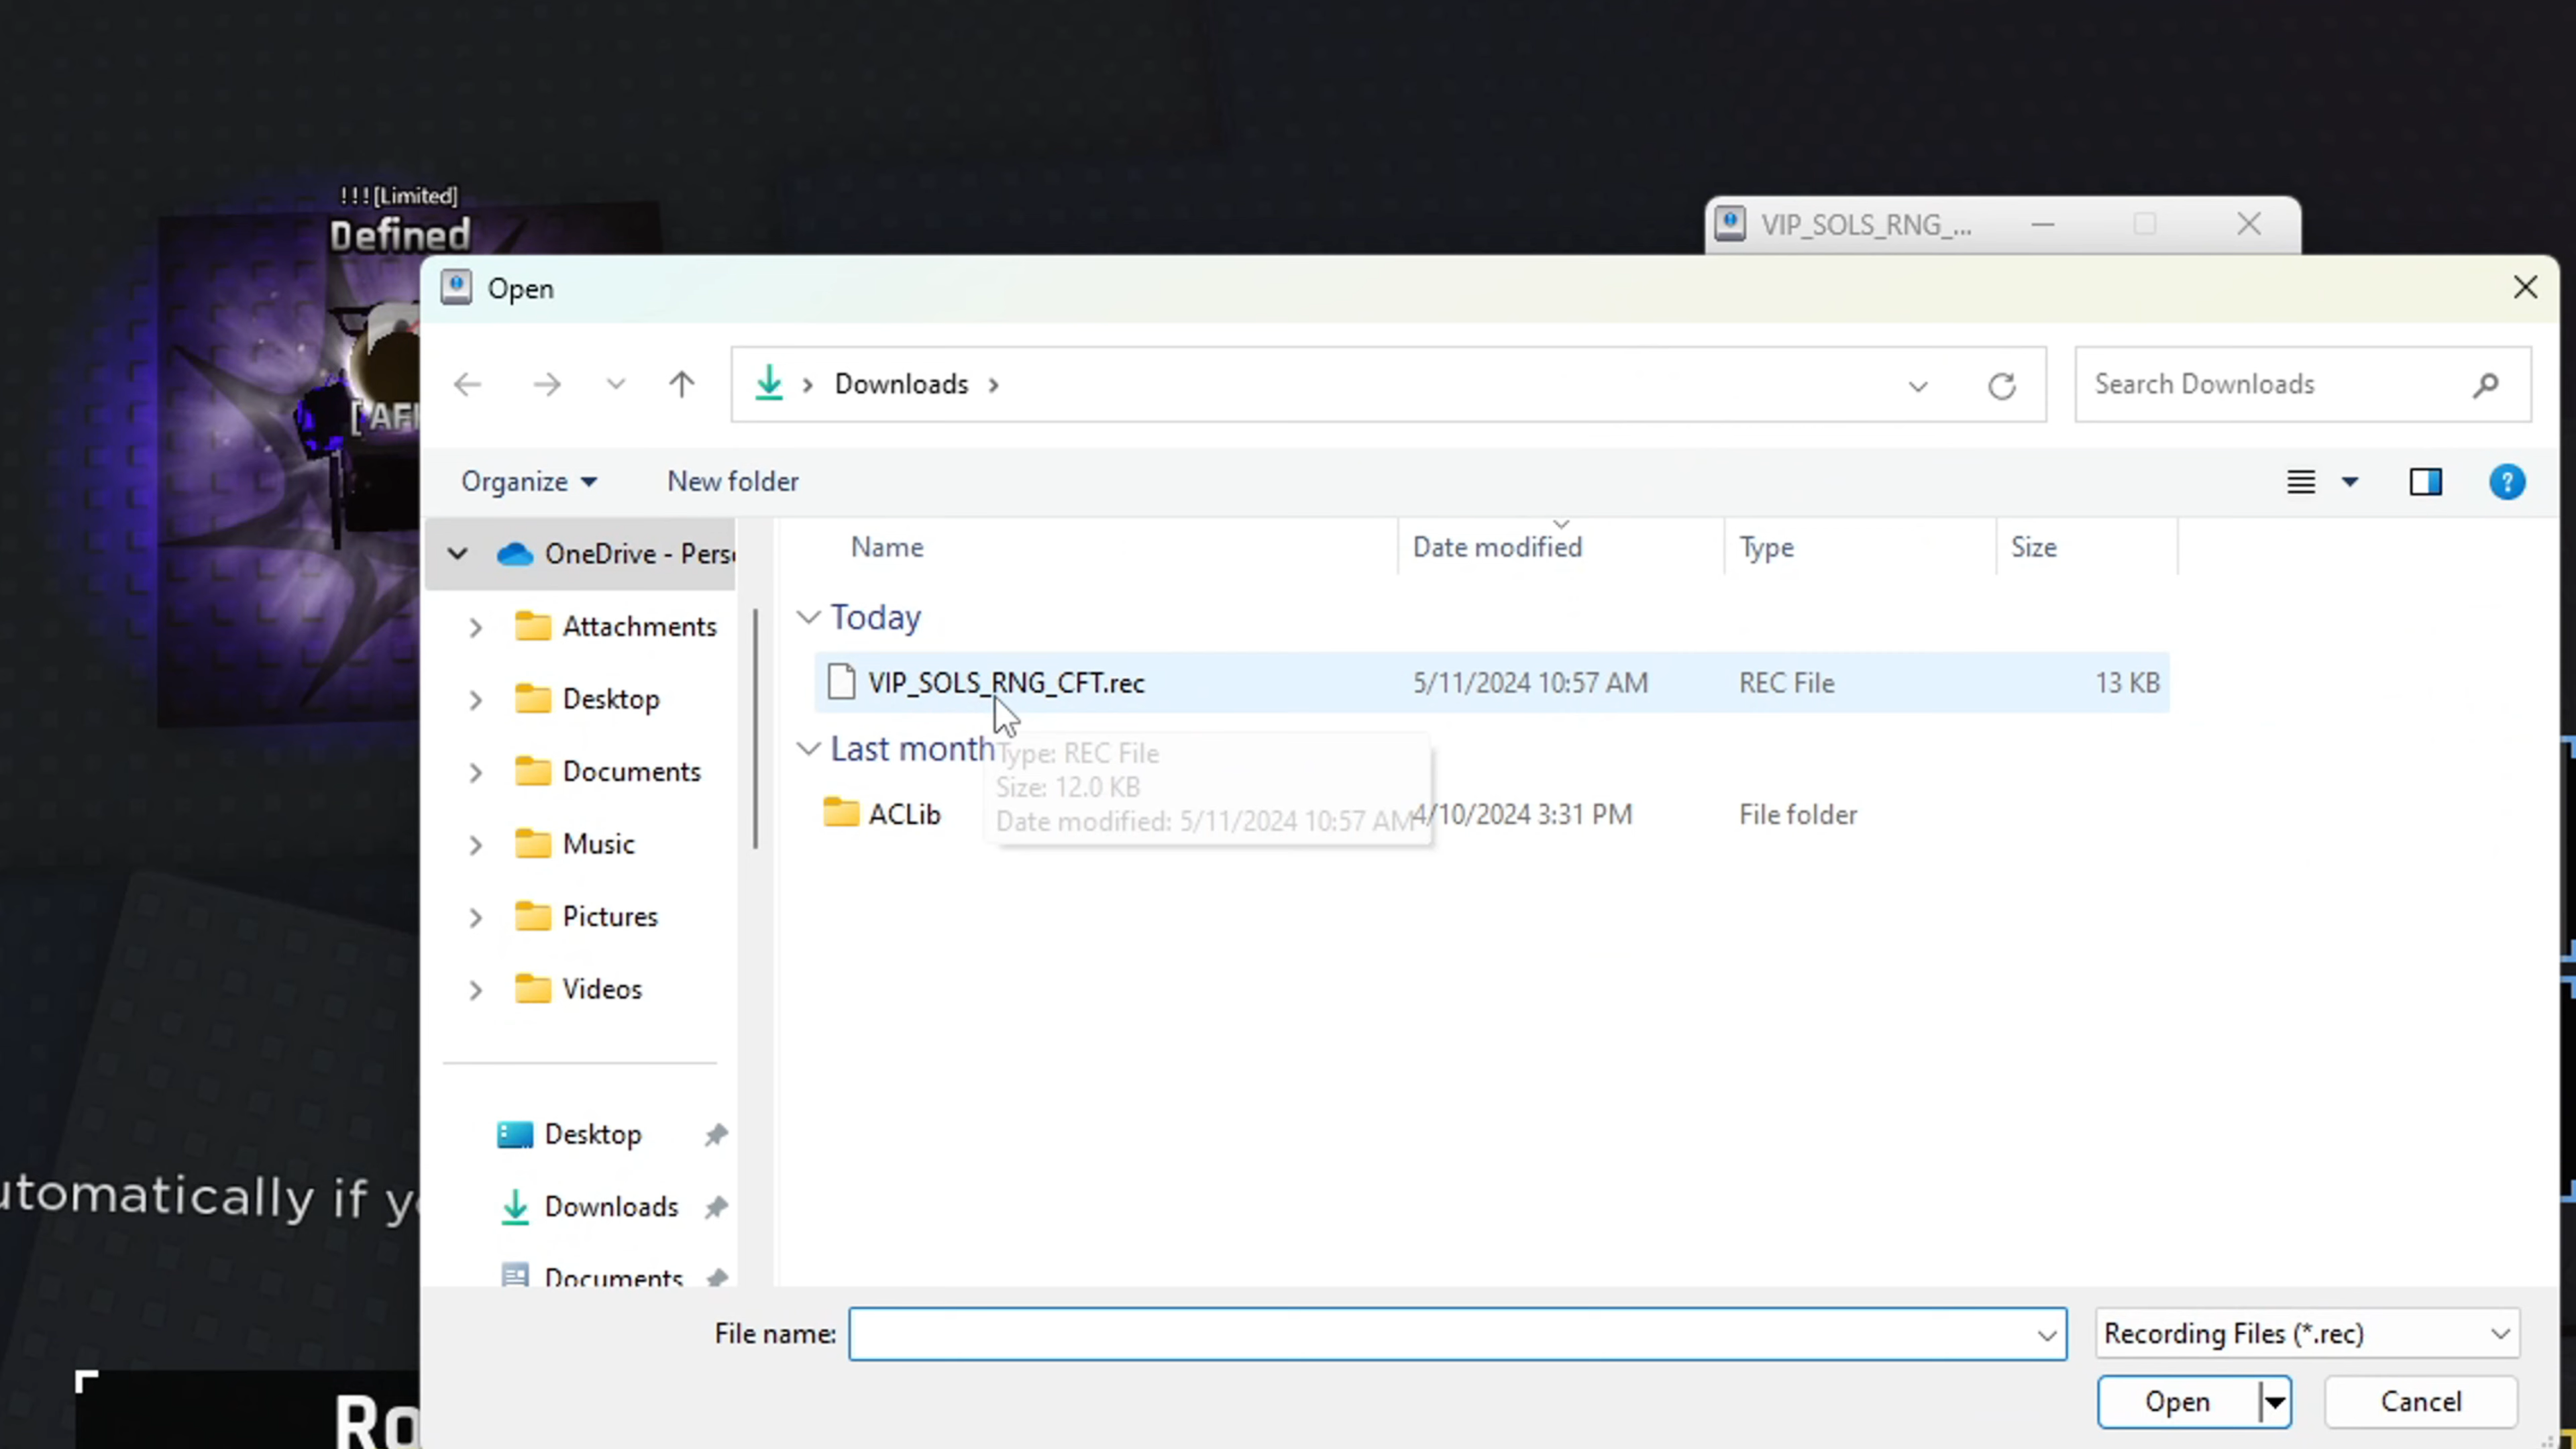 !!![Limited]
Defined
[ AF
VIP_SOLS_RNG_...
Open
Downloads
Search Downloads
Organize
New folder
OneDrive - Pers
Name
Date modified
Type
Size
Attachments
Today
Desktop
VIP_SOLS_RNG_CFT.rec
5/11/2024 10:57 AM
REC File
13 KB
Documents
Last month
Type: REC File
Size: 12.0 KB
Date modified: 5/11/2024 10:57 AM
Music
ACLib
4/10/2024 3:31 PM
File folder
Pictures
Videos
Desktop
utomatically if y
Downloads
Documents
File name:
Recording Files (*.rec)
Ro
Open
Cancel